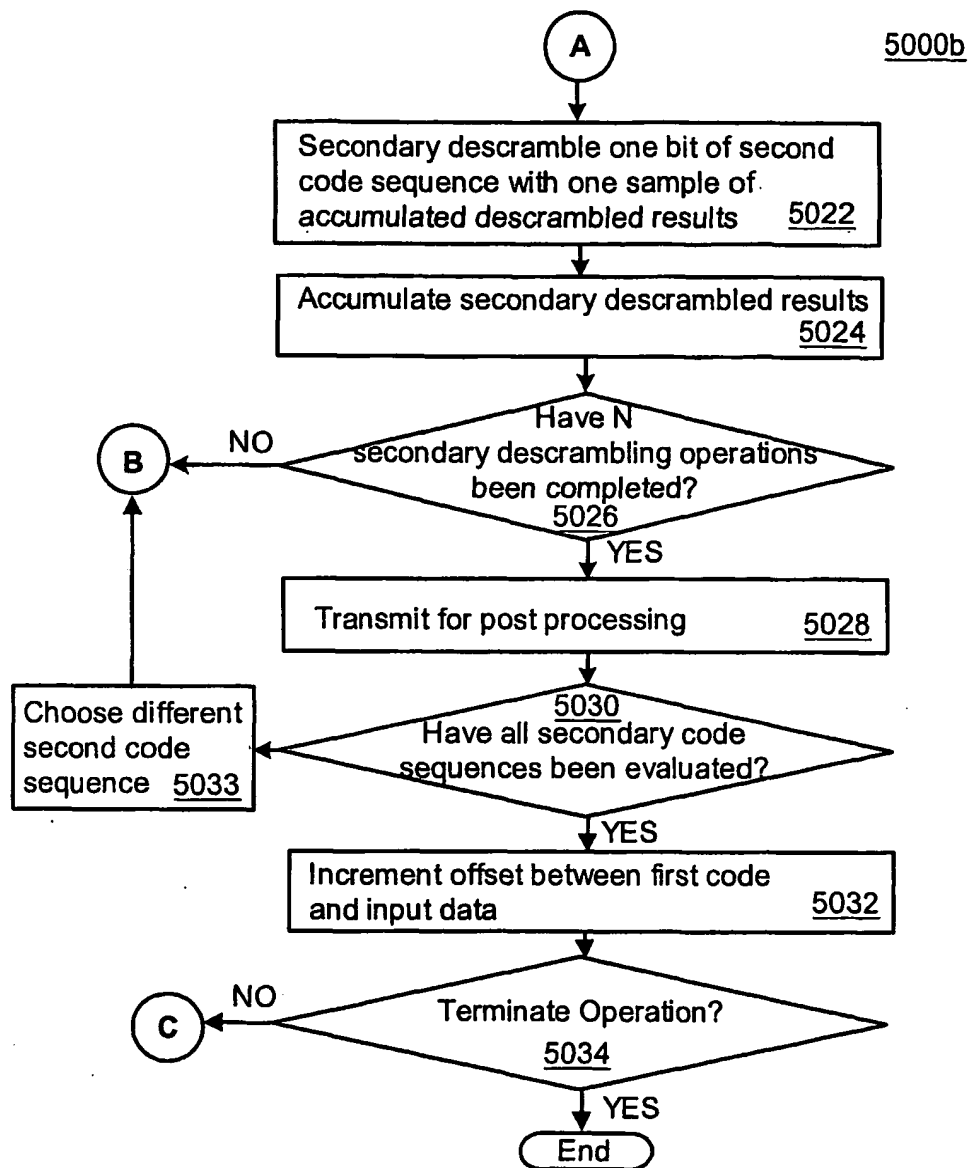 A
5000b
Secondary descramble one bit of second
code sequence with one sample of
accumulated descrambled results 5022
Accumulate secondary descrambled results
5024
Have N
secondary descrambling operations
been completed?
5026
NO
B
YES
Transmit for post processing 5028
5030
Have all secondary code
sequences been evaluated?
Choose different
second code
sequence 5033
YES
Increment offset between first code
and input data 5032
Terminate Operation?
5034
NO
C
YES
End